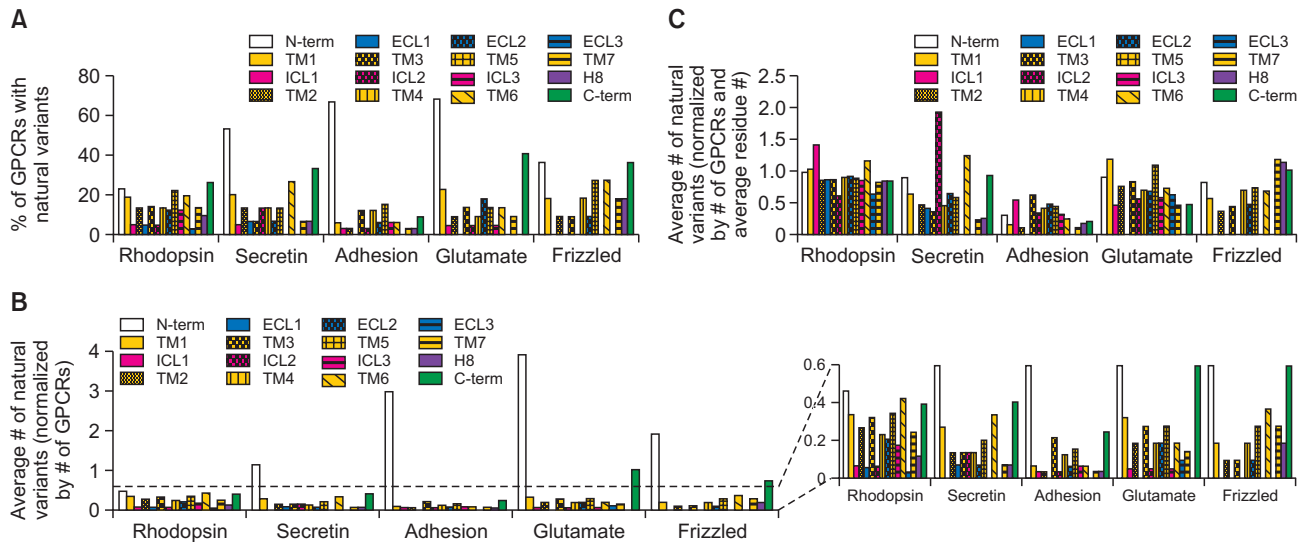 A
N-term ECL1 ECL2 ECL3
TM1 TM3 TM5 TM7
ICL1 ICL2 ICL3 H8
TM2 TM4 TM6 C-term
% of GPCRs with
natural variants
80
60
40
20
0
Rhodopsin Secretin Adhesion Glutamate Frizzled
C
N-term ECL1 ECL2 ECL3
TM1 TM3 TM5 TM7
ICL1 ICL2 ICL3 H8
TM2 TM4 TM6 C-term
Average # of natural
variants (normalized
by # of GPCRs and
average residue #)
2.5
2.0
1.5
1.0
0.5
0
Rhodopsin Secretin Adhesion Glutamate Frizzled
B
N-term ECL1 ECL2 ECL3
TM1 TM3 TM5 TM7
ICL1 ICL2 ICL3 H8
TM2 TM4 TM6 C-term
Average # of natural
variants (normalized
by # of GPCRs)
4
3
2
1
0
Rhodopsin Secretin Adhesion Glutamate Frizzled
0.6
0.4
0.2
0
Rhodopsin Secretin Adhesion Glutamate Frizzled